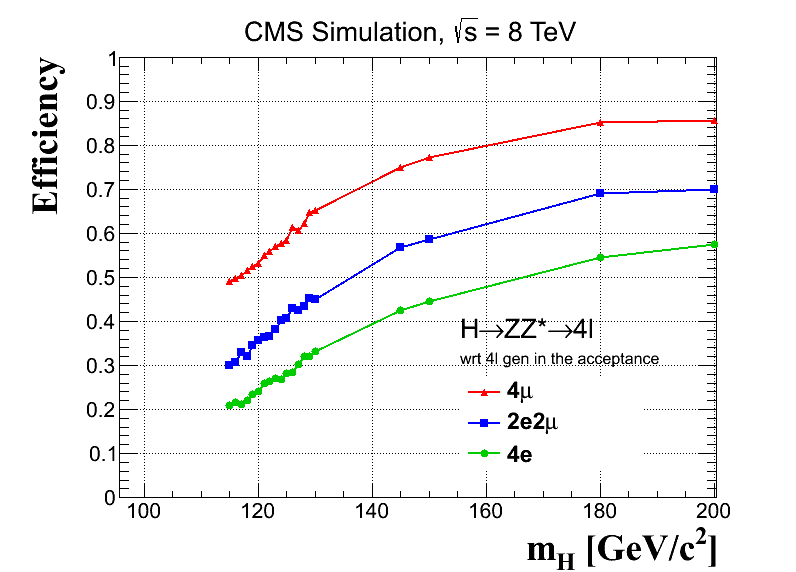 CMS Simulation, √s = 8 TeV
Efficiency
1
0.9
0.8
0.7
0.6
0.5
0.4
0.3
0.2
0.1
0
H→ZZ*→4l
wrt 4l gen in the acceptance
4μ
2e2μ
4e
100 120 140 160 180 200
m_H [GeV/c²]